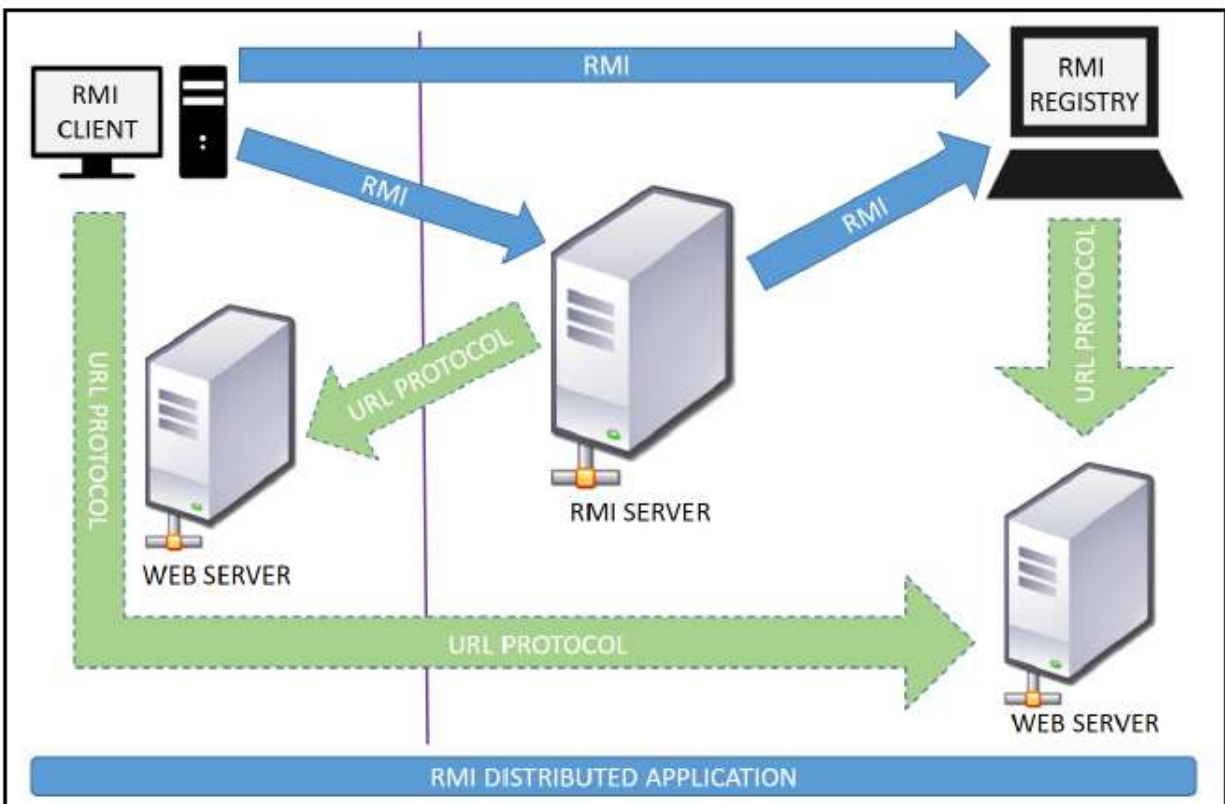 RMI
RMI
CLIENT
RMI
REGISTRY
RMI
RMI
URL PROTOCOL
URL PROTOCOL
URL PROTOCOL
RMI SERVER
WEB SERVER
URL PROTOCOL
WEB SERVER
RMI DISTRIBUTED APPLICATION